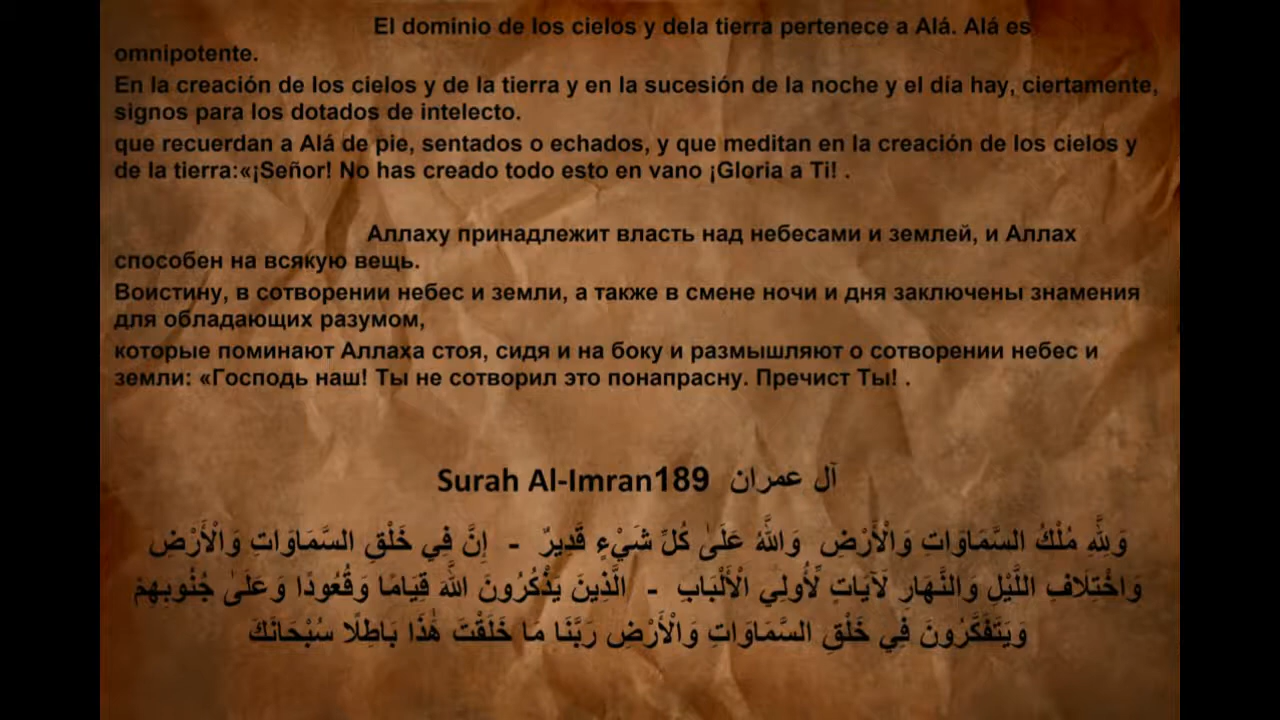 El dominio de los cielos y dela tierra pertenece a Alá. Alá es
omnipotente.
En la creación de los cielos y de la tierra y en la sucesión de la noche y el día hay, ciertamente,
signos para los dotados de intelecto.
que recuerdan a Alá de pie, sentados o echados, y que meditan en la creación de los cielos y
de la tierra:«¡Señor! No has creado todo esto en vano ¡Gloria a Ti! .
Аллаху принадлежит власть над небесами и землей, и Аллах
способен на всякую вещь.
Воистину, в сотворении небес и земли, а также в смене ночи и дня заключены знамения
для обладающих разумом,
которые поминают Аллаха стоя, сидя и на боку и размышляют о сотворении небес и
земли: «Господь наш! Ты не сотворил это понапрасну. Пречист Ты! .
Surah Al-Imran189 آل عمران
وَلِلَّهِ مُلْكُ السَّمَاوَاتِ وَالْأَرْضِ وَاللَّهُ عَلَىٰ كُلِّ شَيْءٍ قَدِيرٌ - إِنَّ فِي خَلْقِ السَّمَاوَاتِ وَالْأَرْضِ
وَاخْتِلَافِ اللَّيْلِ وَالنَّهَارِ لَآيَاتٍ لِّأُولِي الْأَلْبَابِ - الَّذِينَ يَذْكُرُونَ اللَّهَ قِيَامًا وَقُعُودًا وَعَلَىٰ جُنُوبِهِمْ
وَيَتَفَكَّرُونَ فِي خَلْقِ السَّمَاوَاتِ وَالْأَرْضِ رَبَّنَا مَا خَلَقْتَ هَٰذَا بَاطِلًا سُبْحَانَكَ